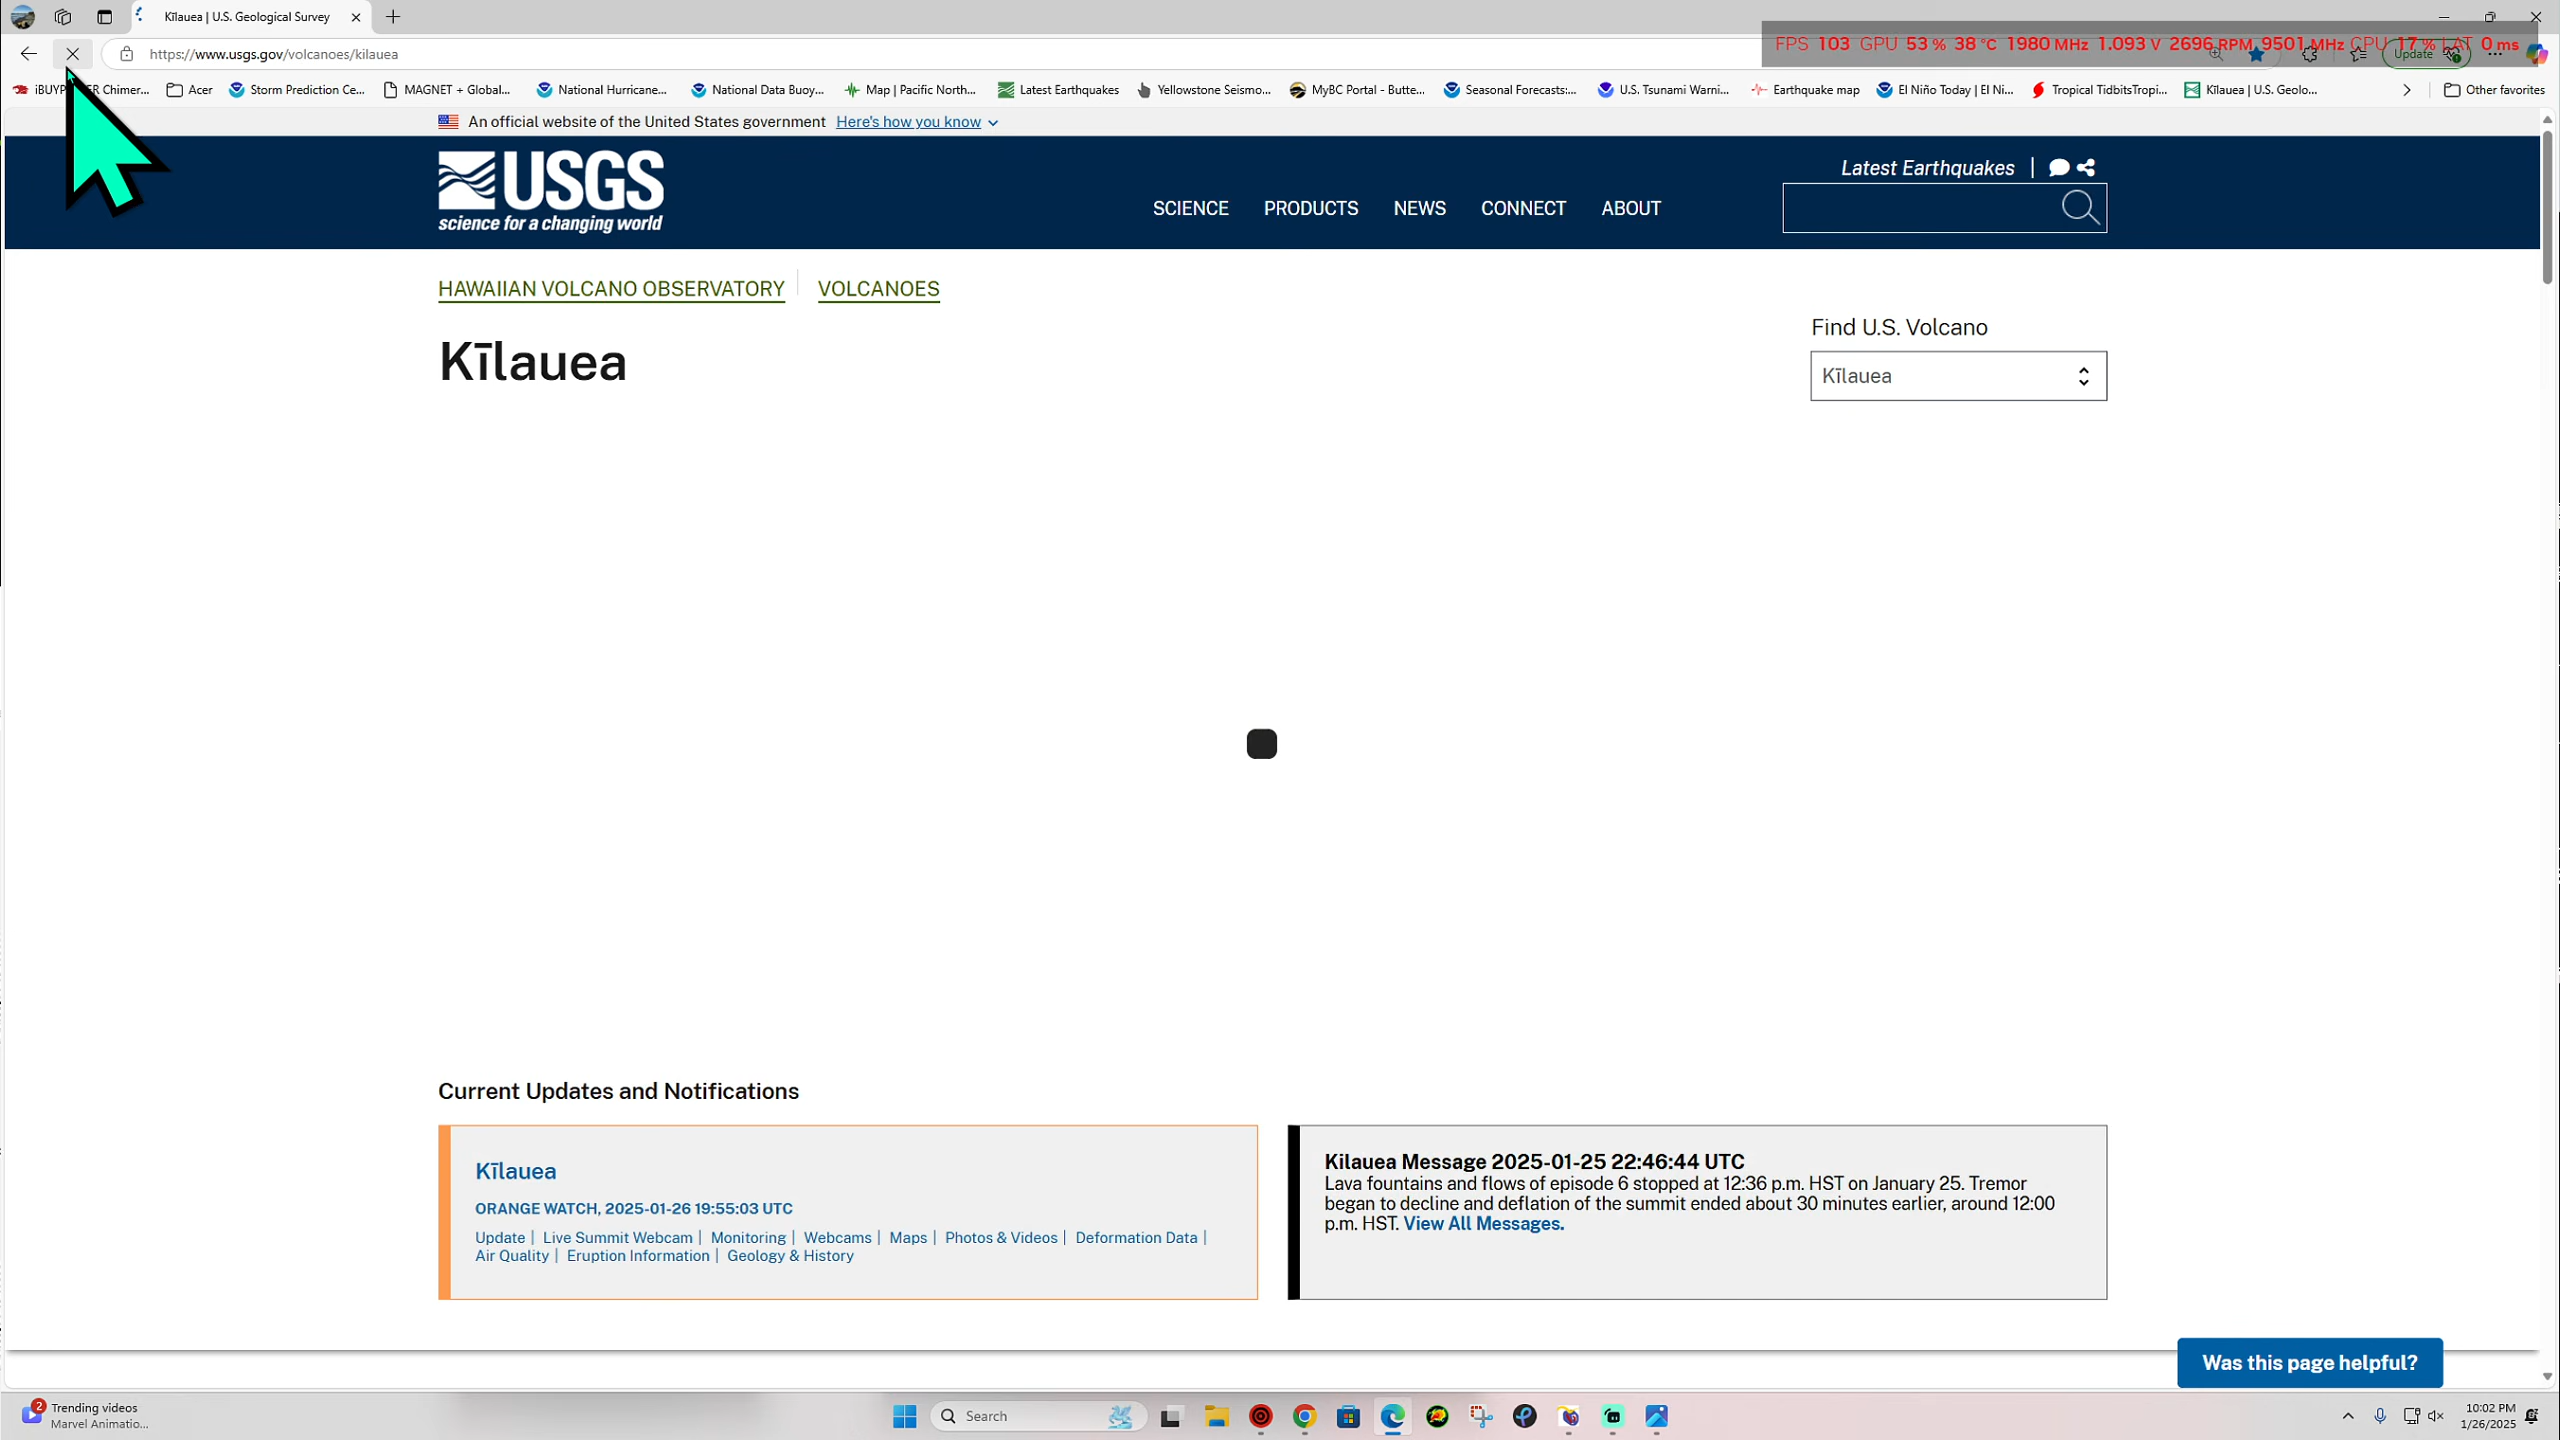 Kīlauea | U.S. Geological Survey
https://www.usgs.gov/volcanoes/kilauea
FPS 103 GPU 53 % 38 °C 1980 MHz 1.093 V 2696 RPM 9501 MHz CPU 17 % LAT 0 ms
Update
iBUYP ER Chimer... Acer Storm Prediction Ce... MAGNET + Global... National Hurricane... National Data Buoy... Map | Pacific North... Latest Earthquakes Yellowstone Seismo... MyBC Portal - Butte... Seasonal Forecasts:... U.S. Tsunami Warni... Earthquake map El Niño Today | El Ni... Tropical TidbitsTropi... Kīlauea | U.S. Geolo... Other favorites
An official website of the United States government Here's how you know
USGS
science for a changing world
Latest Earthquakes |
SCIENCE PRODUCTS NEWS CONNECT ABOUT
HAWAIIAN VOLCANO OBSERVATORY VOLCANOES
Kīlauea
Find U.S. Volcano
Kīlauea
Current Updates and Notifications
Kīlauea
ORANGE WATCH, 2025-01-26 19:55:03 UTC
Update | Live Summit Webcam | Monitoring | Webcams | Maps | Photos & Videos | Deformation Data |
Air Quality | Eruption Information | Geology & History
Kilauea Message 2025-01-25 22:46:44 UTC
Lava fountains and flows of episode 6 stopped at 12:36 p.m. HST on January 25. Tremor
began to decline and deflation of the summit ended about 30 minutes earlier, around 12:00
p.m. HST. View All Messages.
Was this page helpful?
2
Trending videos
Marvel Animatio...
Search
10:02 PM
1/26/2025